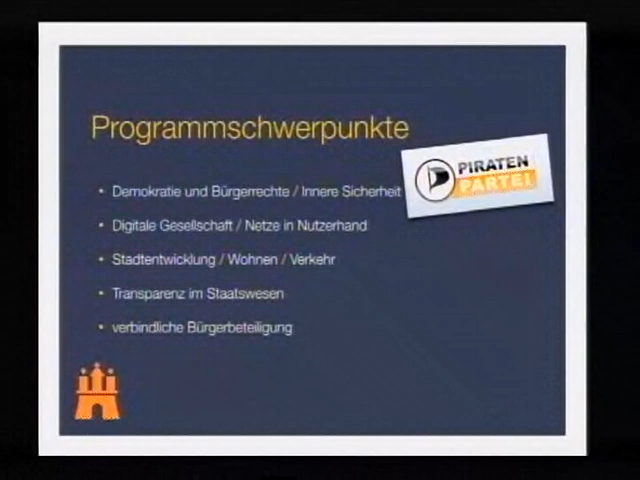 Programmschwerpunkte
PIRATEN
PARTEI
• Demokratie und Bürgerrechte / Innere Sicherheit
• Digitale Gesellschaft / Netze in Nutzerhand
• Stadtentwicklung / Wohnen / Verkehr
• Transparenz im Staatswesen
• verbindliche Bürgerbeteiligung